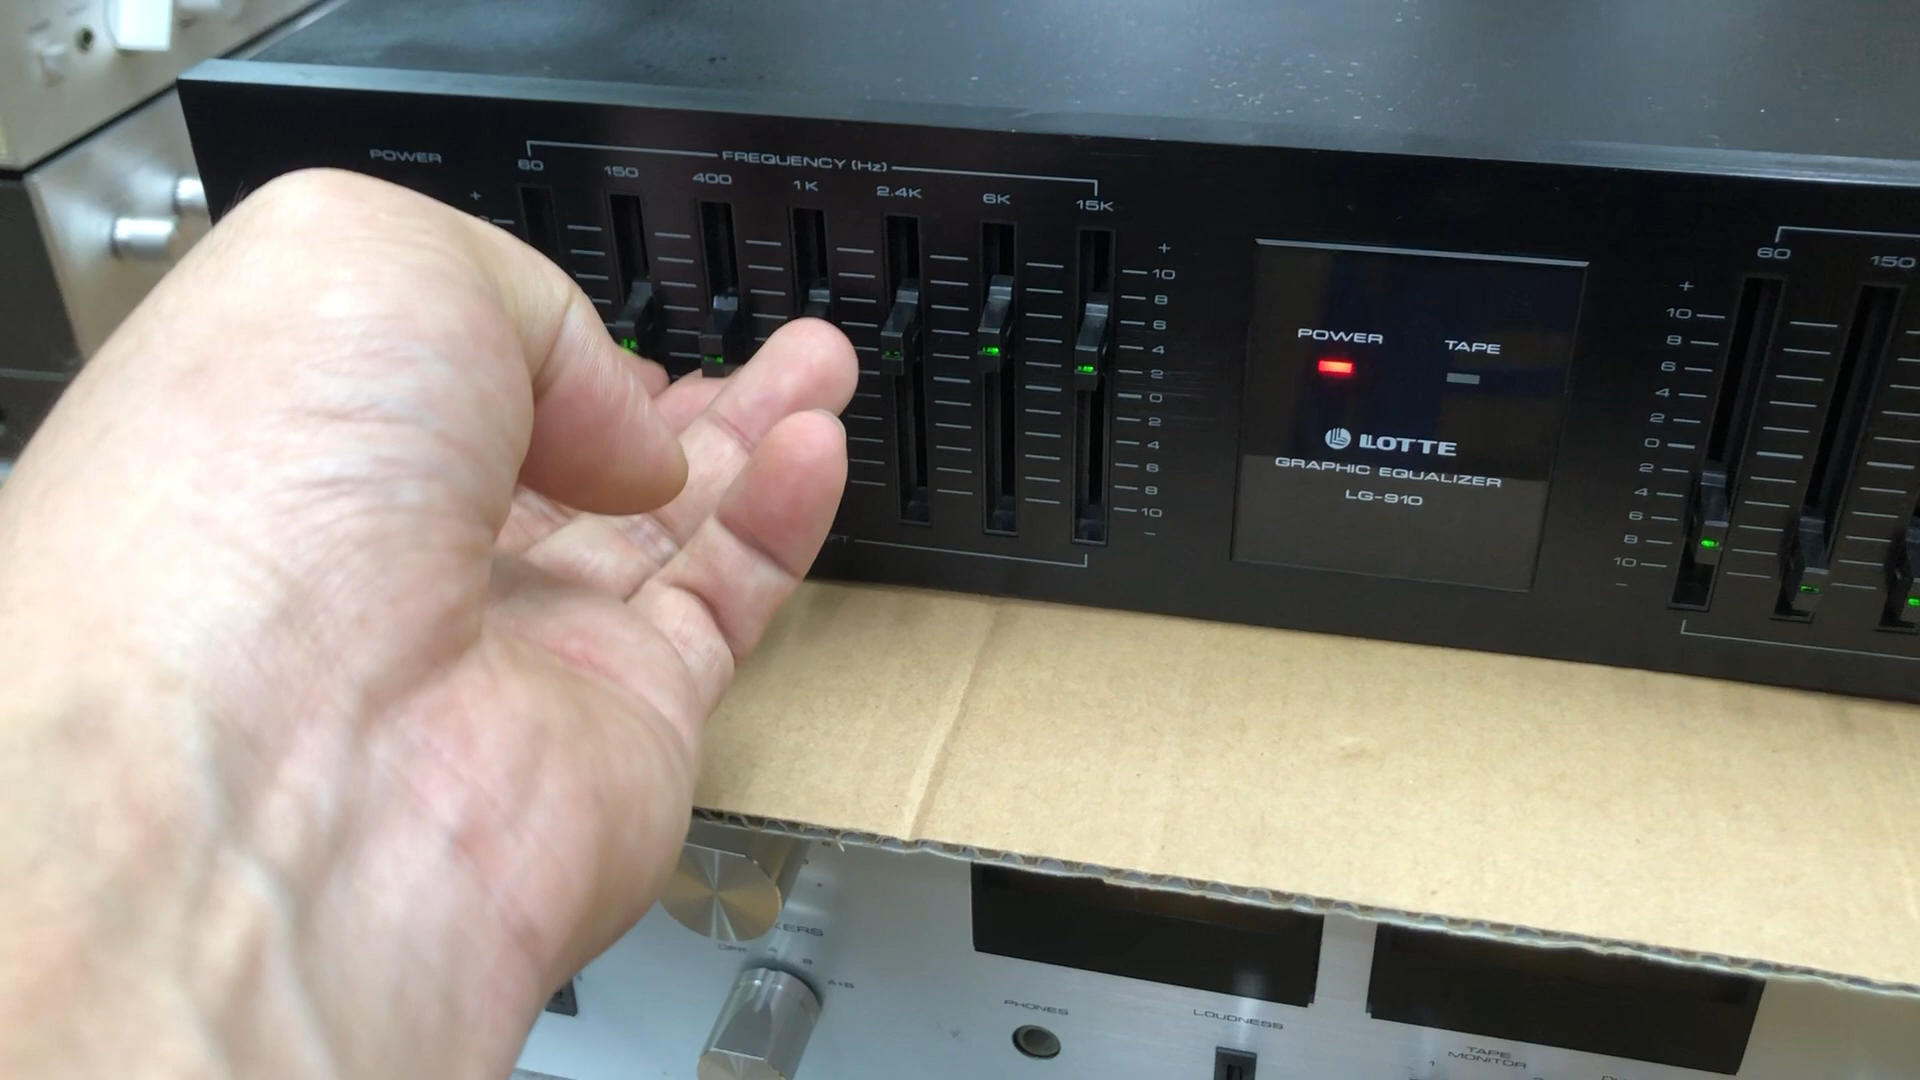 POWER
FREQUENCY (Hz)
60 150 400 1K 2.4K 6K 15K
+
+
10
8
6
4
2
0
2
4
6
8
10
-
POWER TAPE
LOTTE
GRAPHIC EQUALIZER
LG-910
60 150
+
10
8
6
4
2
0
2
4
6
8
10
-
OFF A B A+B
PHONES
LOUDNESS
TAPE
MONITOR
1